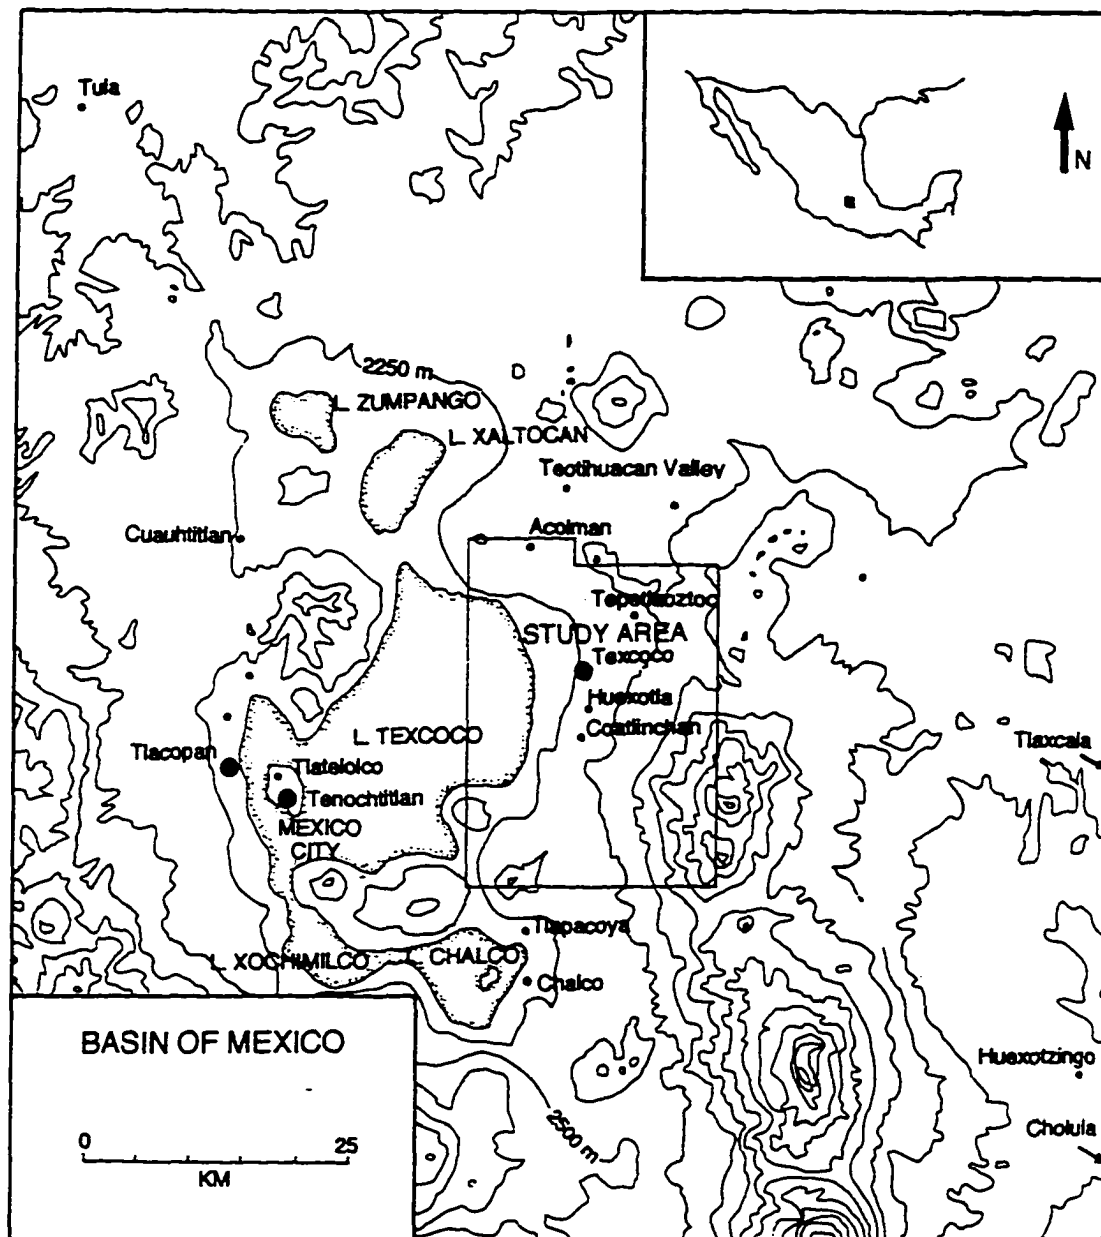 Tula
N
2250 m
L. ZUMPANGO
L. XALTOCAN
Teotihuacan Valley
Cuauhtitlan
Acolman
Tepetlaoztoc
STUDY AREA
Texcoco
Huexotla
Coatlinchan
L. TEXCOCO
Tlacopan
Tlatelolco
Tenochtitlan
MEXICO
CITY
Tlaxcala
Tlapacoya
L. XOCHIMILCO
L. CHALCO
Chalco
BASIN OF MEXICO
0 25
KM
2500 m
Huexotzingo
Cholula